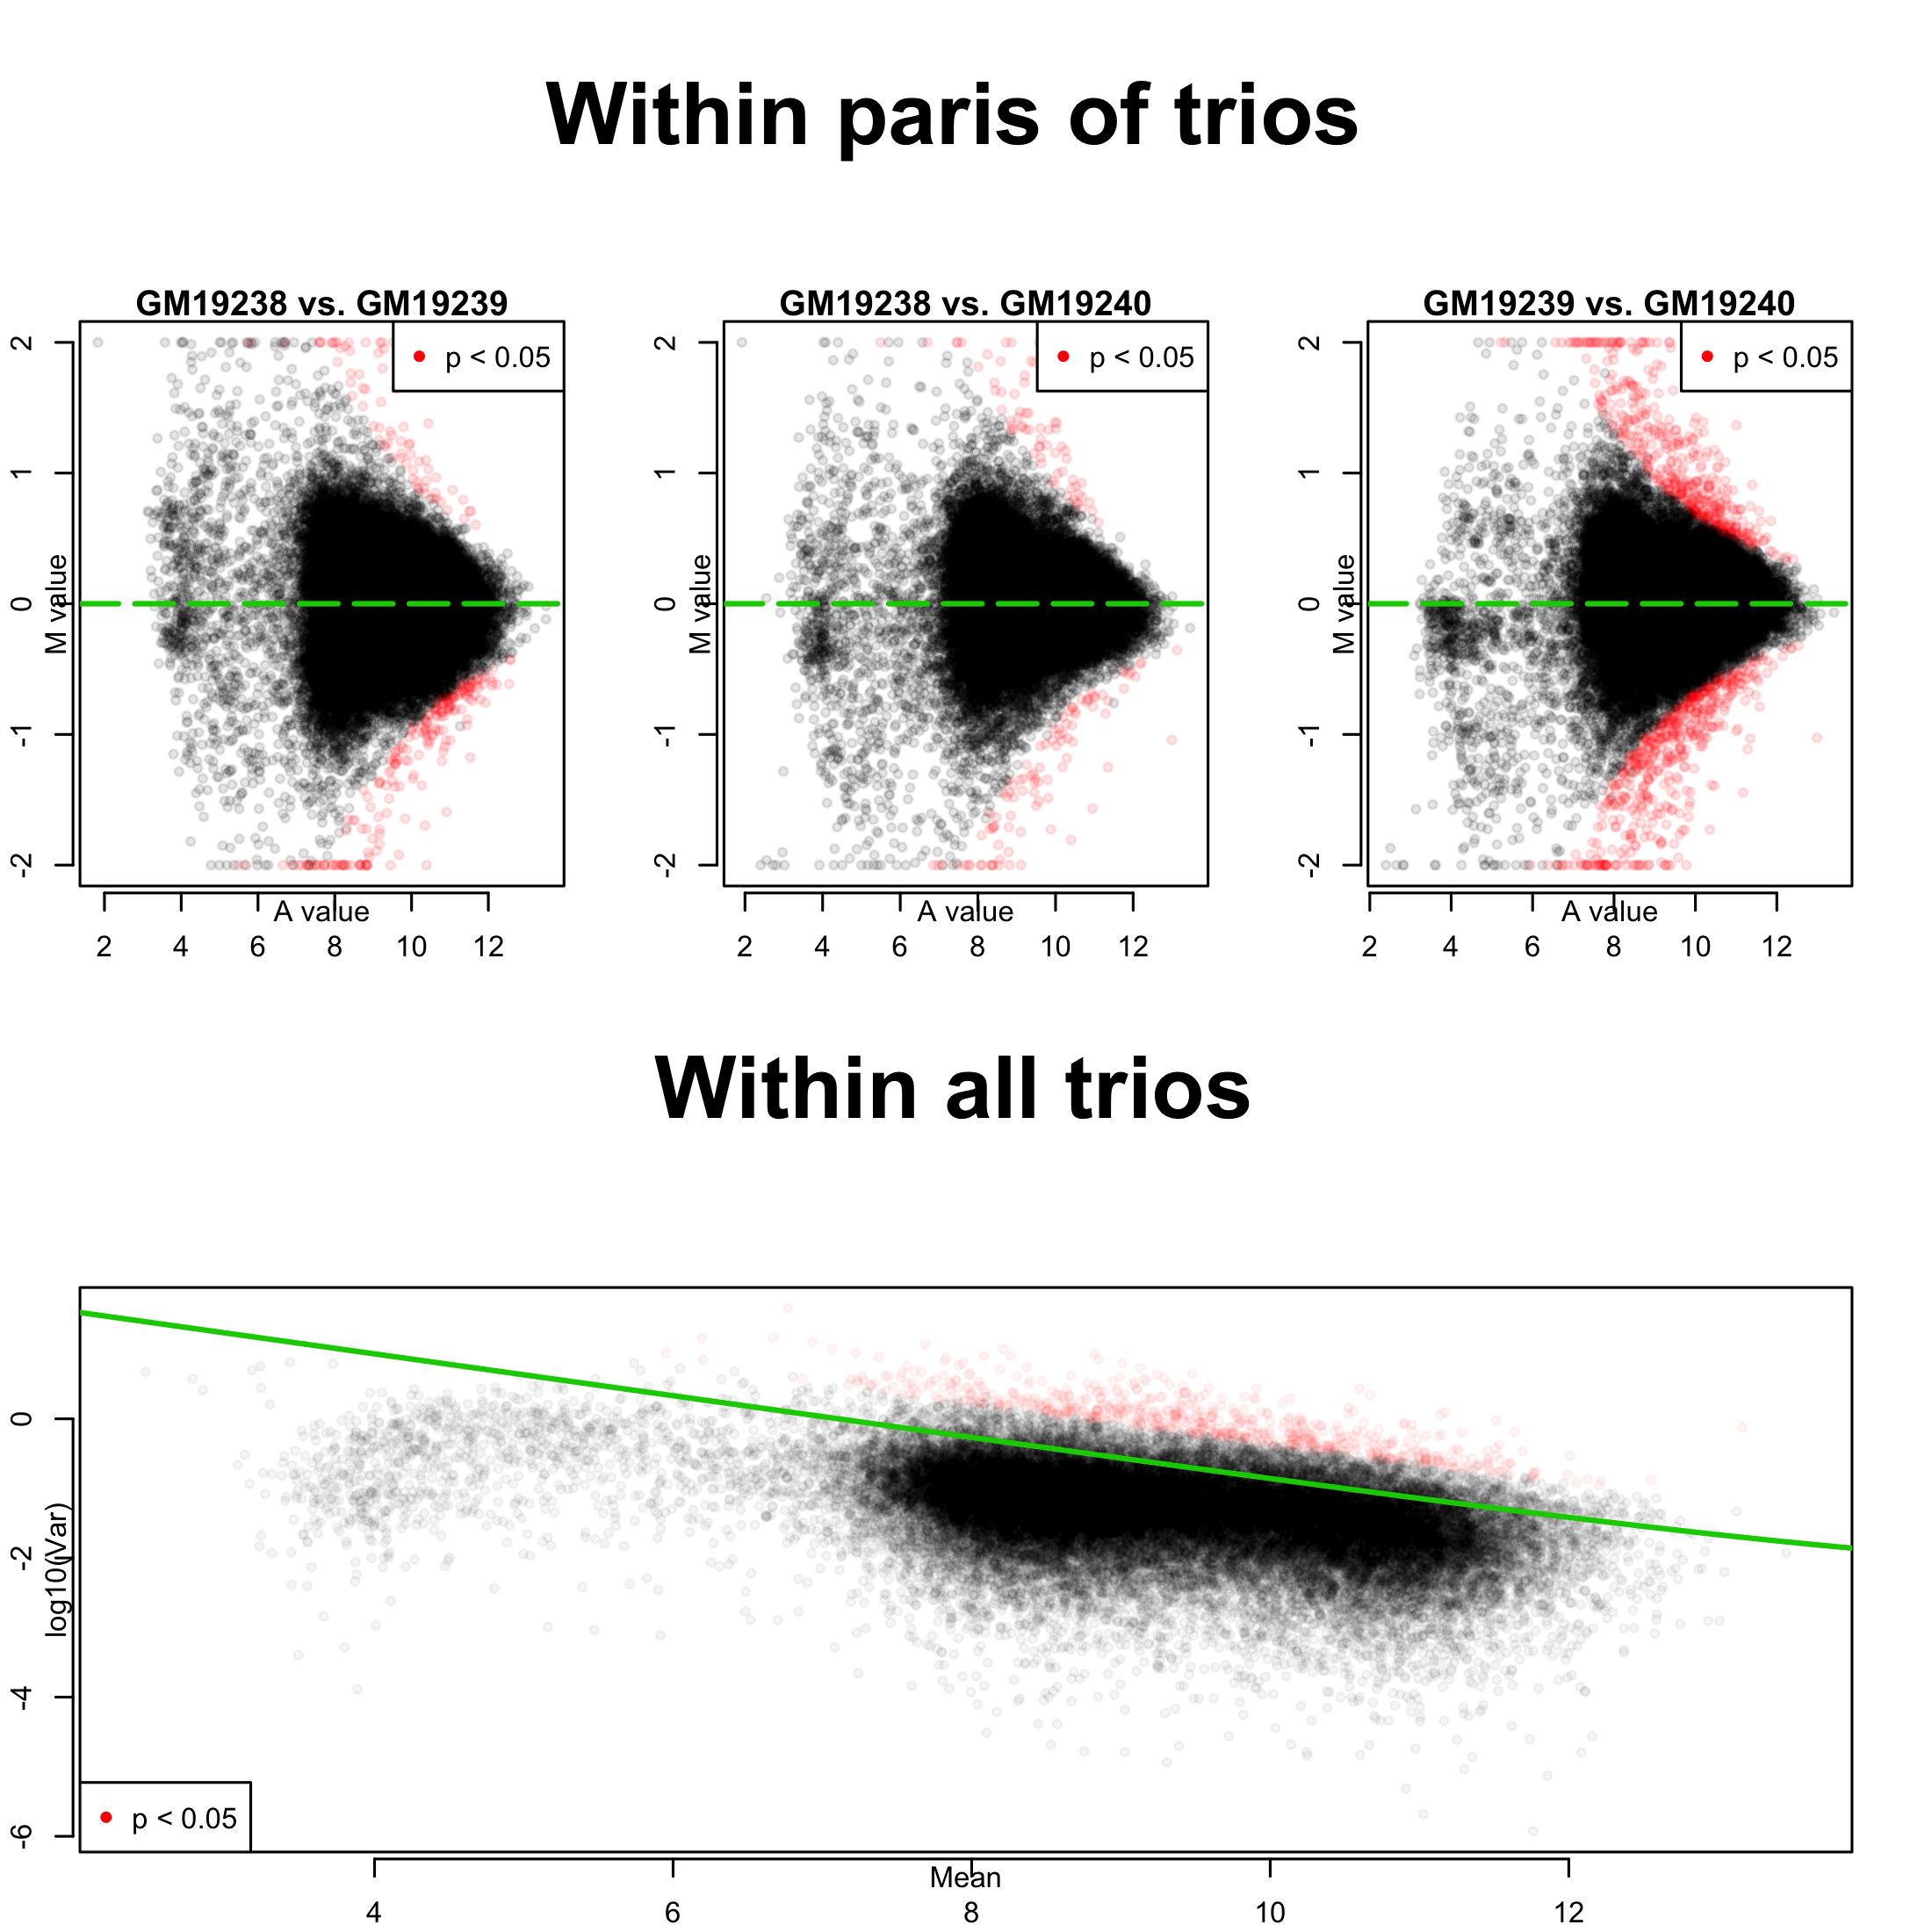 Within paris of trios
GM19238 vs. GM19239
p < 0.05
2
1
0
-1
-2
M value
A value
2 4 6 8 10 12
GM19238 vs. GM19240
p < 0.05
2
1
0
-1
-2
M value
A value
2 4 6 8 10 12
GM19239 vs. GM19240
p < 0.05
2
1
0
-1
-2
M value
A value
2 4 6 8 10 12
Within all trios
0
-2
-4
-6
log10(Var)
p < 0.05
Mean
4 6 8 10 12